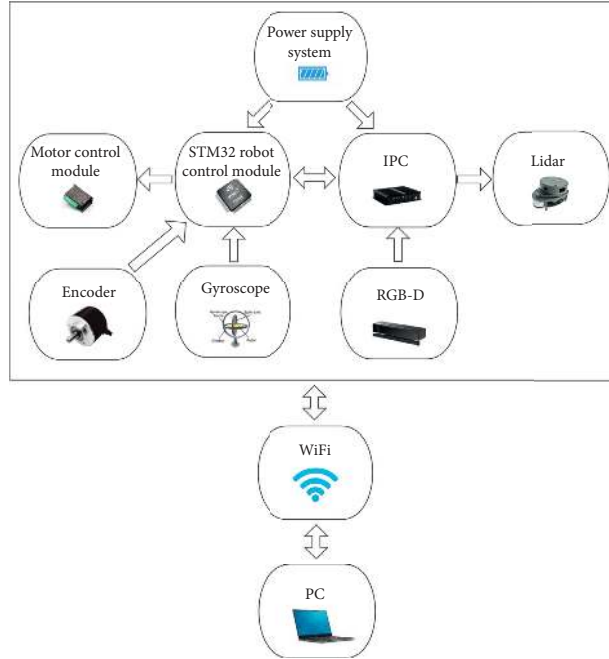 Power supply
system
Motor control
module
STM32 robot
control module
IPC
Lidar
Encoder
Gyroscope
RGB-D
WiFi
PC